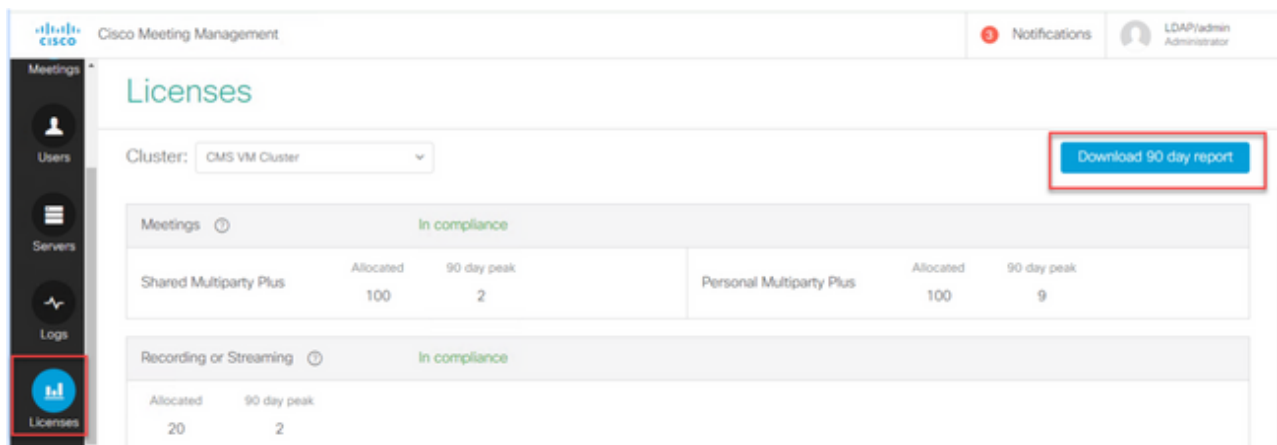 CISCO Cisco Meeting Management
3 Notifications
LDAP/admin
Administrator
Meetings
Users
Servers
Logs
Licenses
Licenses
Cluster: CMS VM Cluster
Download 90 day report
Meetings ? In compliance
Shared Multiparty Plus
Allocated 90 day peak
100 2
Personal Multiparty Plus
Allocated 90 day peak
100 9
Recording or Streaming ? In compliance
Allocated 90 day peak
20 2